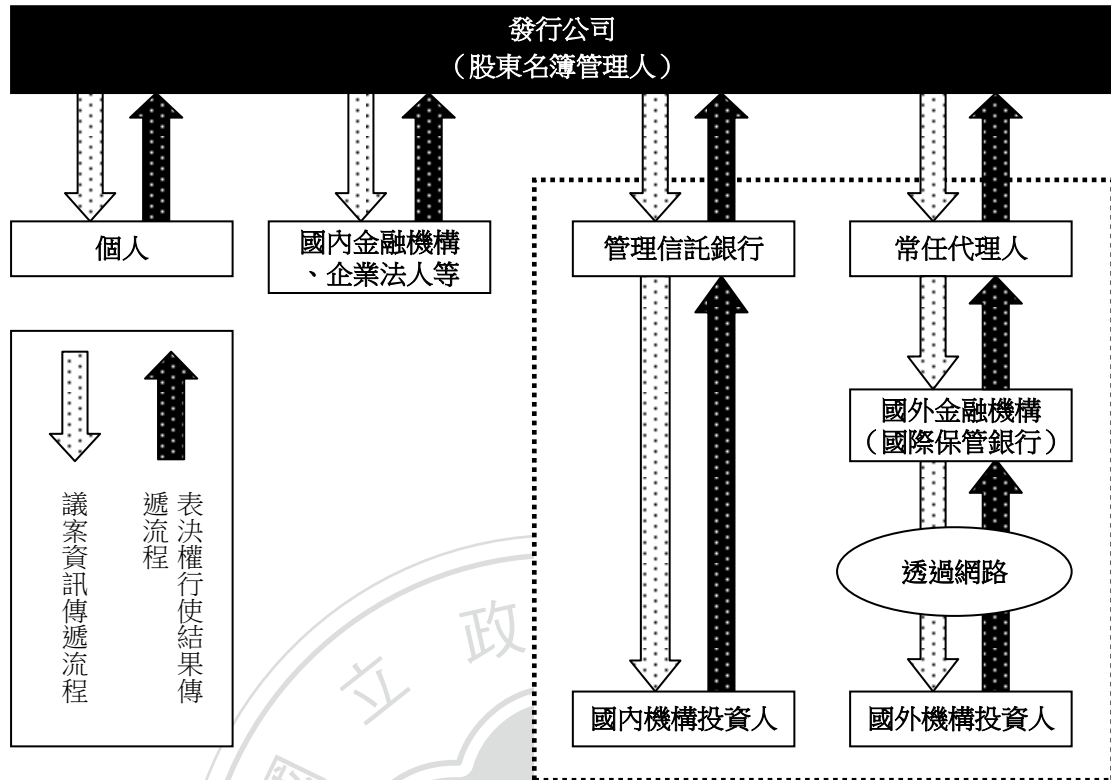 發行公司
（股東名簿管理人）
個人
國內金融機構
、企業法人等
管理信託銀行
常任代理人
國外金融機構
（國際保管銀行）
透過網路
國內機構投資人
國外機構投資人
議案資訊傳遞流程
表決權行使結果傳
遞流程
立
政